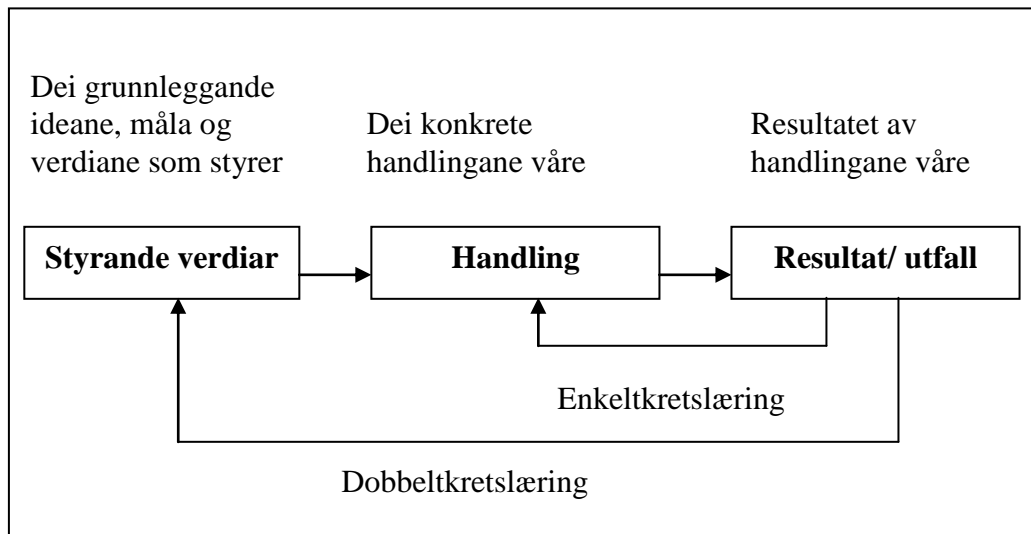 Dei grunnleggande
ideane, måla og
verdiane som styrer
Dei konkrete
handlingane våre
Resultatet av
handlingane våre
Styrande verdiar
Handling
Resultat/ utfall
Enkeltkretslæring
Dobbeltkretslæring